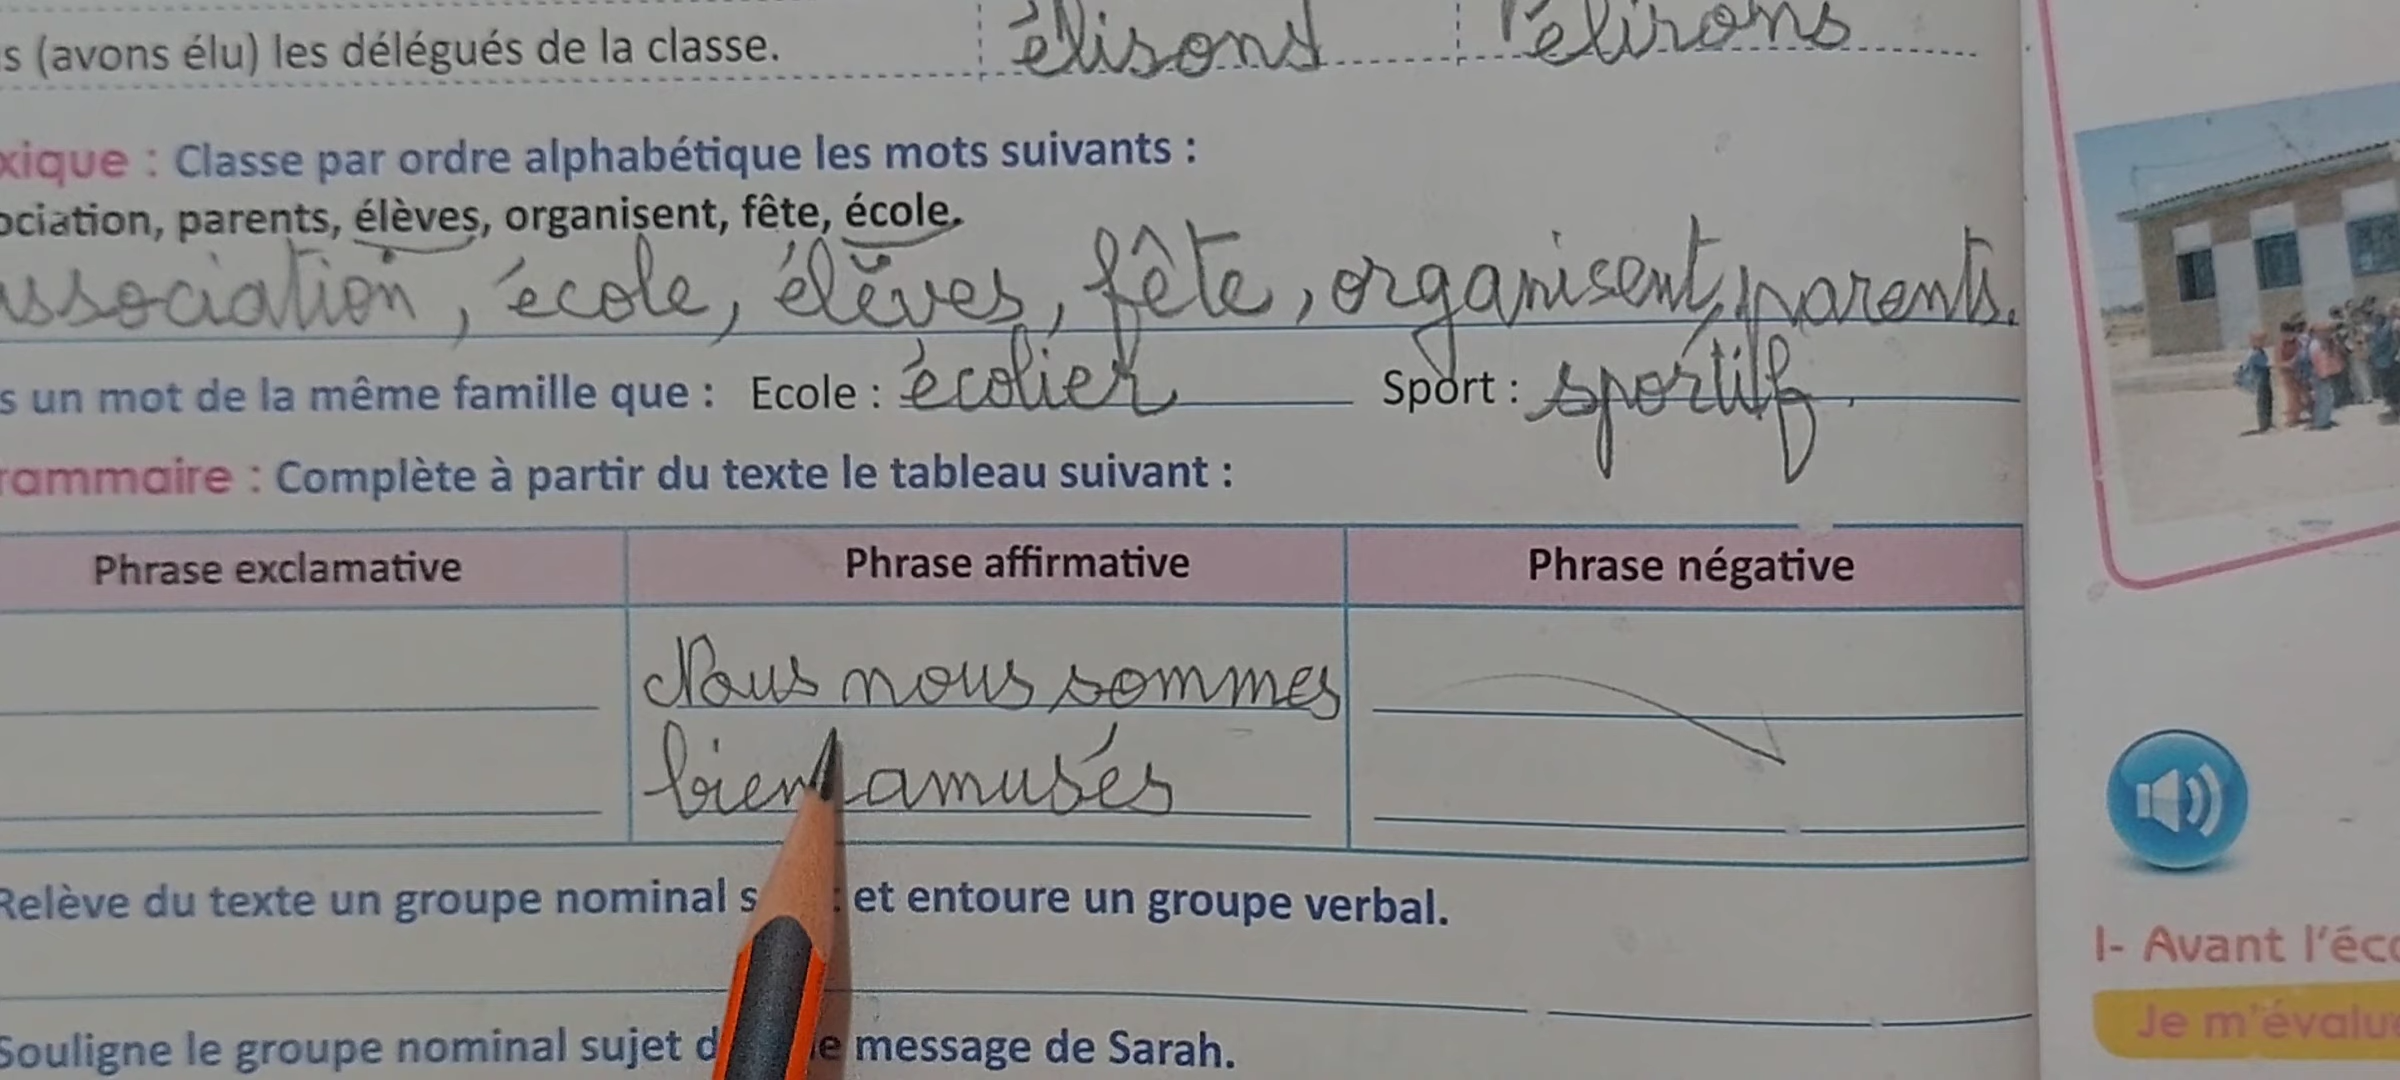 s (avons élu) les délégués de la classe. élisons l'élirons
xique : Classe par ordre alphabétique les mots suivants :
ociation, parents, élèves, organisent, fête, école.
association, école, élèves, fête, organisent, parents.
s un mot de la même famille que : Ecole : écolier Sport : sportif
rammaire : Complète à partir du texte le tableau suivant :
Phrase exclamative Phrase affirmative Phrase négative
Nous nous sommes
bien amusés
Relève du texte un groupe nominal et entoure un groupe verbal.
Souligne le groupe nominal sujet message de Sarah.
I- Avant l'éco
Je m'évalu